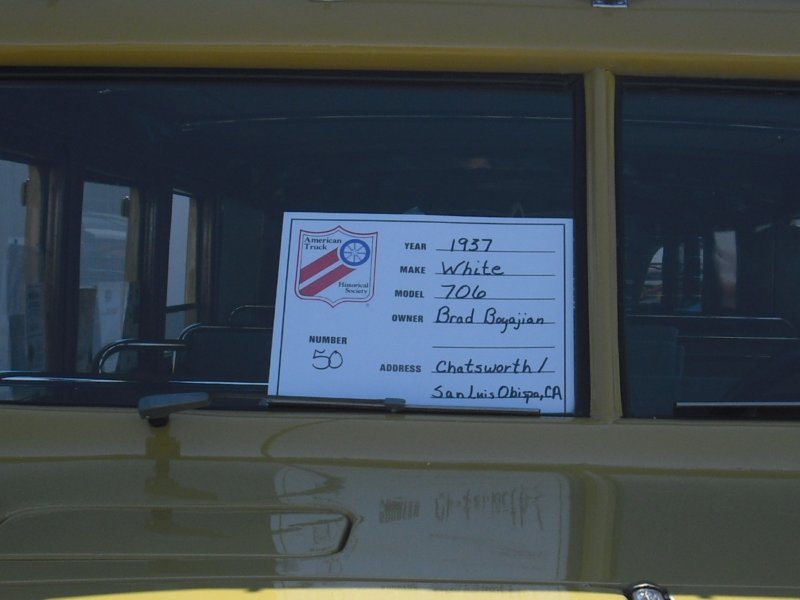 American
Truck
Historical
Society
NUMBER
50
YEAR 1937
MAKE White
MODEL 706
OWNER Brad Boyajian
ADDRESS Chatsworth /
San Luis Obispo, CA